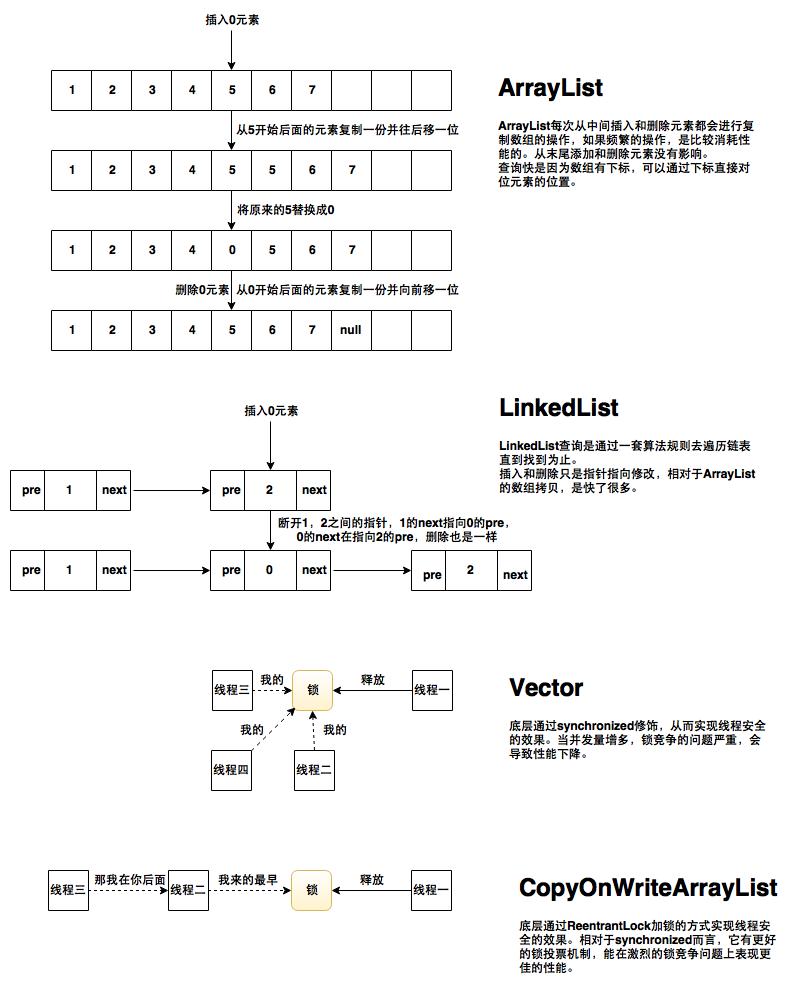 插入0元素
1 2 3 4 5 6 7
从5开始后面的元素复制一份并往后移一位
1 2 3 4 5 5 6 7
将原来的5替换成0
1 2 3 4 0 5 6 7
删除0元素 从0开始后面的元素复制一份并向前移一位
1 2 3 4 5 6 7 null
ArrayList
ArrayList每次从中间插入和删除元素都会进行复
制数组的操作，如果频繁的操作，是比较消耗性
能的。从末尾添加和删除元素没有影响。
查询快是因为数组有下标，可以通过下标直接对
位元素的位置。
插入0元素
pre 1 next pre 2 next
断开1，2之间的指针，1的next指向0的pre，
0的next在指向2的pre，删除也是一样
pre 1 next pre 0 next pre 2 next
LinkedList
LinkedList查询是通过一套算法规则去遍历链表
直到找到为止。
插入和删除只是指针指向修改，相对于ArrayList
的数组拷贝，是快了很多。
线程三 我的 锁 释放 线程一
我的 我的
线程四 线程二
Vector
底层通过synchronized修饰，从而实现线程安全
的效果。当并发量增多，锁竞争的问题严重，会
导致性能下降。
线程三 那我在你后面 线程二 我来的最早 锁 释放 线程一
CopyOnWriteArrayList
底层通过ReentrantLock加锁的方式实现线程安
全的效果。相对于synchronized而言，它有更好
的锁投票机制，能在激烈的锁竞争问题上表现更
佳的性能。